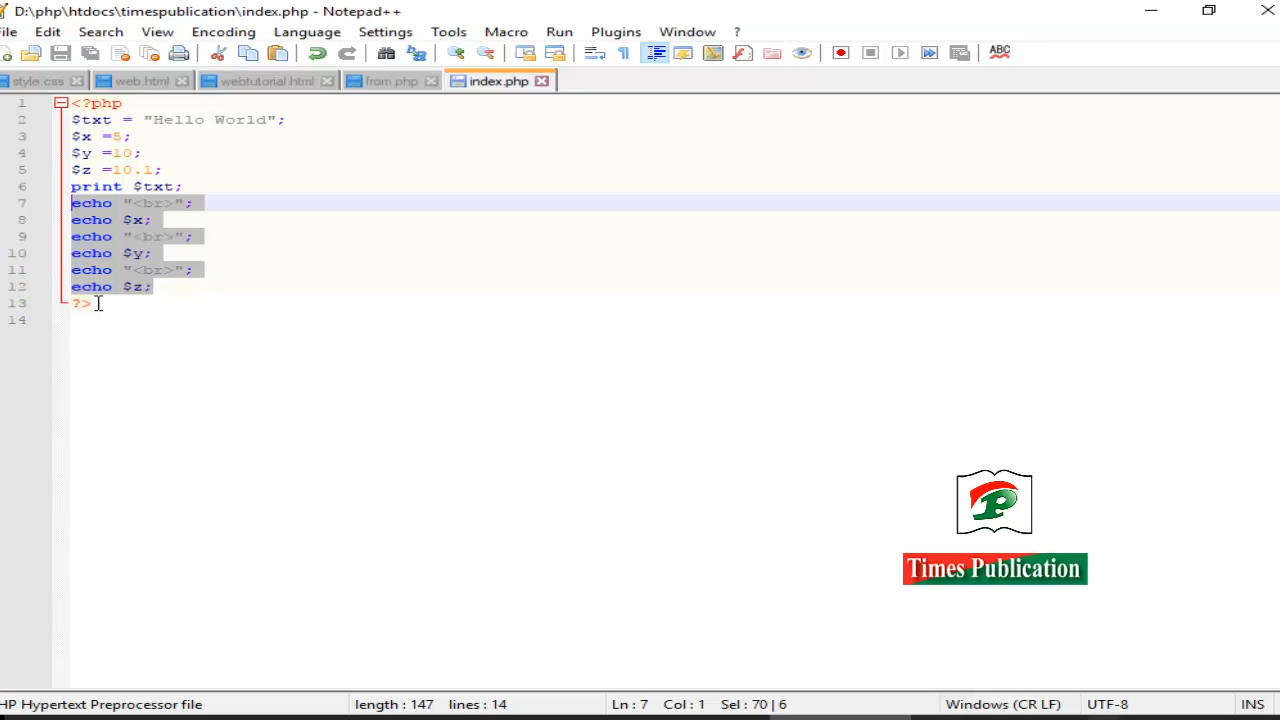 D:\php\htdocs\timespublication\index.php - Notepad++
File Edit Search View Encoding Language Settings Tools Macro Run Plugins Window ?
ABC
style.css web.html webtutorial.html from.php index.php
1 <?php
2 $txt = "Hello World";
3 $x =5;
4 $y =10;
5 $z =10.1;
6 print $txt;
7 echo "<br>";
8 echo $x;
9 echo "<br>";
10 echo $y;
11 echo "<br>";
12 echo $z;
13 ?>
14
Times Publication
HP Hypertext Preprocessor file length : 147 lines : 14 Ln : 7 Col : 1 Sel : 70 | 6 Windows (CR LF) UTF-8 INS